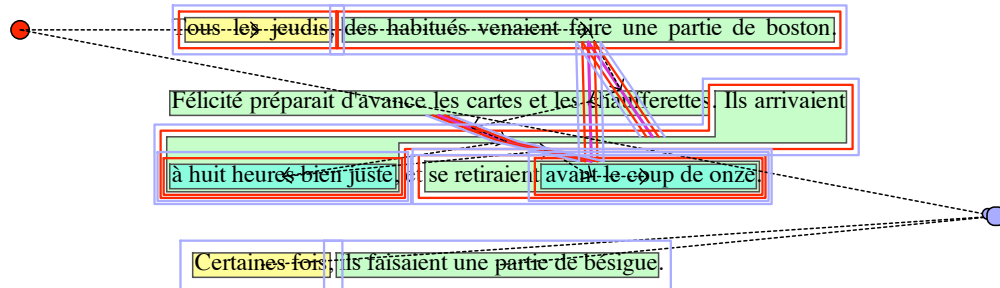 Tous les jeudis, des habitués venaient faire une partie de boston.
Félicité préparait d'avance les cartes et les chaufferettes. Ils arrivaient
à huit heures bien juste, et se retiraient avant le coup de onze.
Certaines fois, ils faisaient une partie de bésigue.